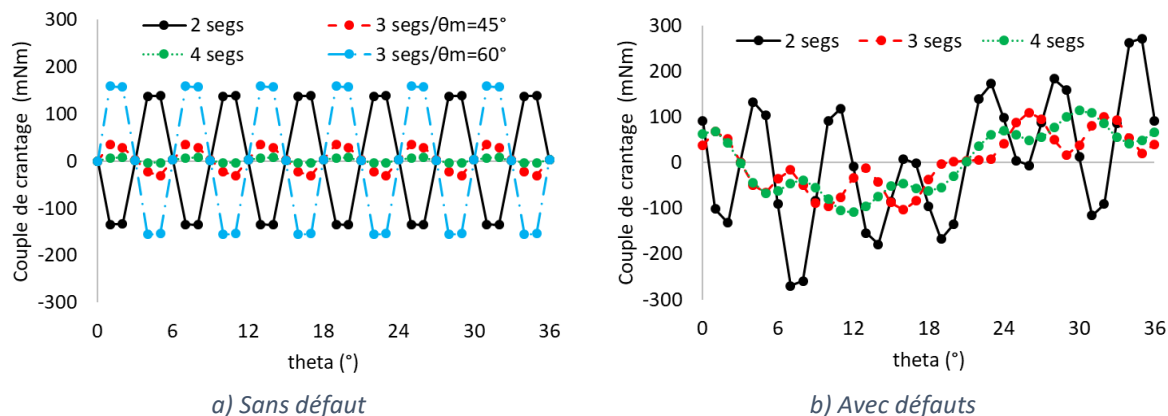 2 segs
3 segs/θm=45°
4 segs
3 segs/θm=60°
Couple de crantage (mNm)
300
200
100
0
-100
-200
-300
0
6
12
18
24
30
36
theta (°)
a) Sans défaut
2 segs
3 segs
4 segs
Couple de crantage (mNm)
300
200
100
0
-100
-200
-300
0
6
12
18
24
30
36
theta (°)
b) Avec défauts